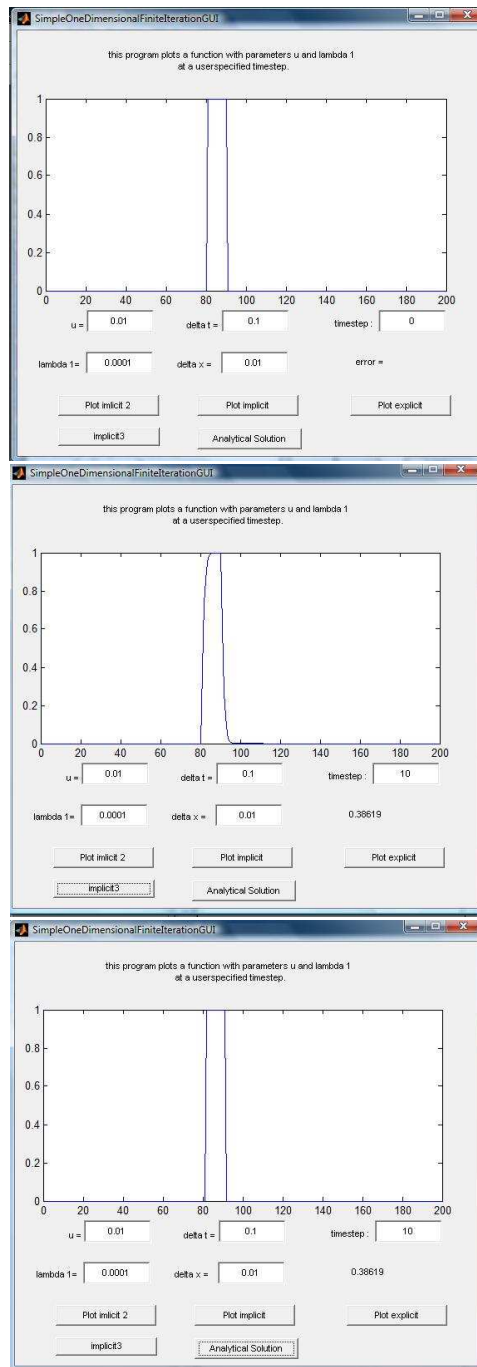 SimpleOneDimensionalFiniteIterationGUI
this program plots a function with parameters u and lambda 1
at a userspecified timestep.
1
0.8
0.6
0.4
0.2
0
0 20 40 60 80 100 120 140 160 180 200
u = 0.01 delta t = 0.1 timestep : 0
lambda 1= 0.0001 delta x = 0.01 error =
Plot imlicit 2 Plot implicit Plot explicit
implicit3 Analytical Solution
SimpleOneDimensionalFiniteIterationGUI
this program plots a function with parameters u and lambda 1
at a userspecified timestep.
1
0.8
0.6
0.4
0.2
0
0 20 40 60 80 100 120 140 160 180 200
u = 0.01 delta t = 0.1 timestep : 10
lambda 1= 0.0001 delta x = 0.01 0.38619
Plot imlicit 2 Plot implicit Plot explicit
implicit3 Analytical Solution
SimpleOneDimensionalFiniteIterationGUI
this program plots a function with parameters u and lambda 1
at a userspecified timestep.
1
0.8
0.6
0.4
0.2
0
0 20 40 60 80 100 120 140 160 180 200
u = 0.01 delta t = 0.1 timestep : 10
lambda 1= 0.0001 delta x = 0.01 0.38619
Plot imlicit 2 Plot implicit Plot explicit
implicit3 Analytical Solution